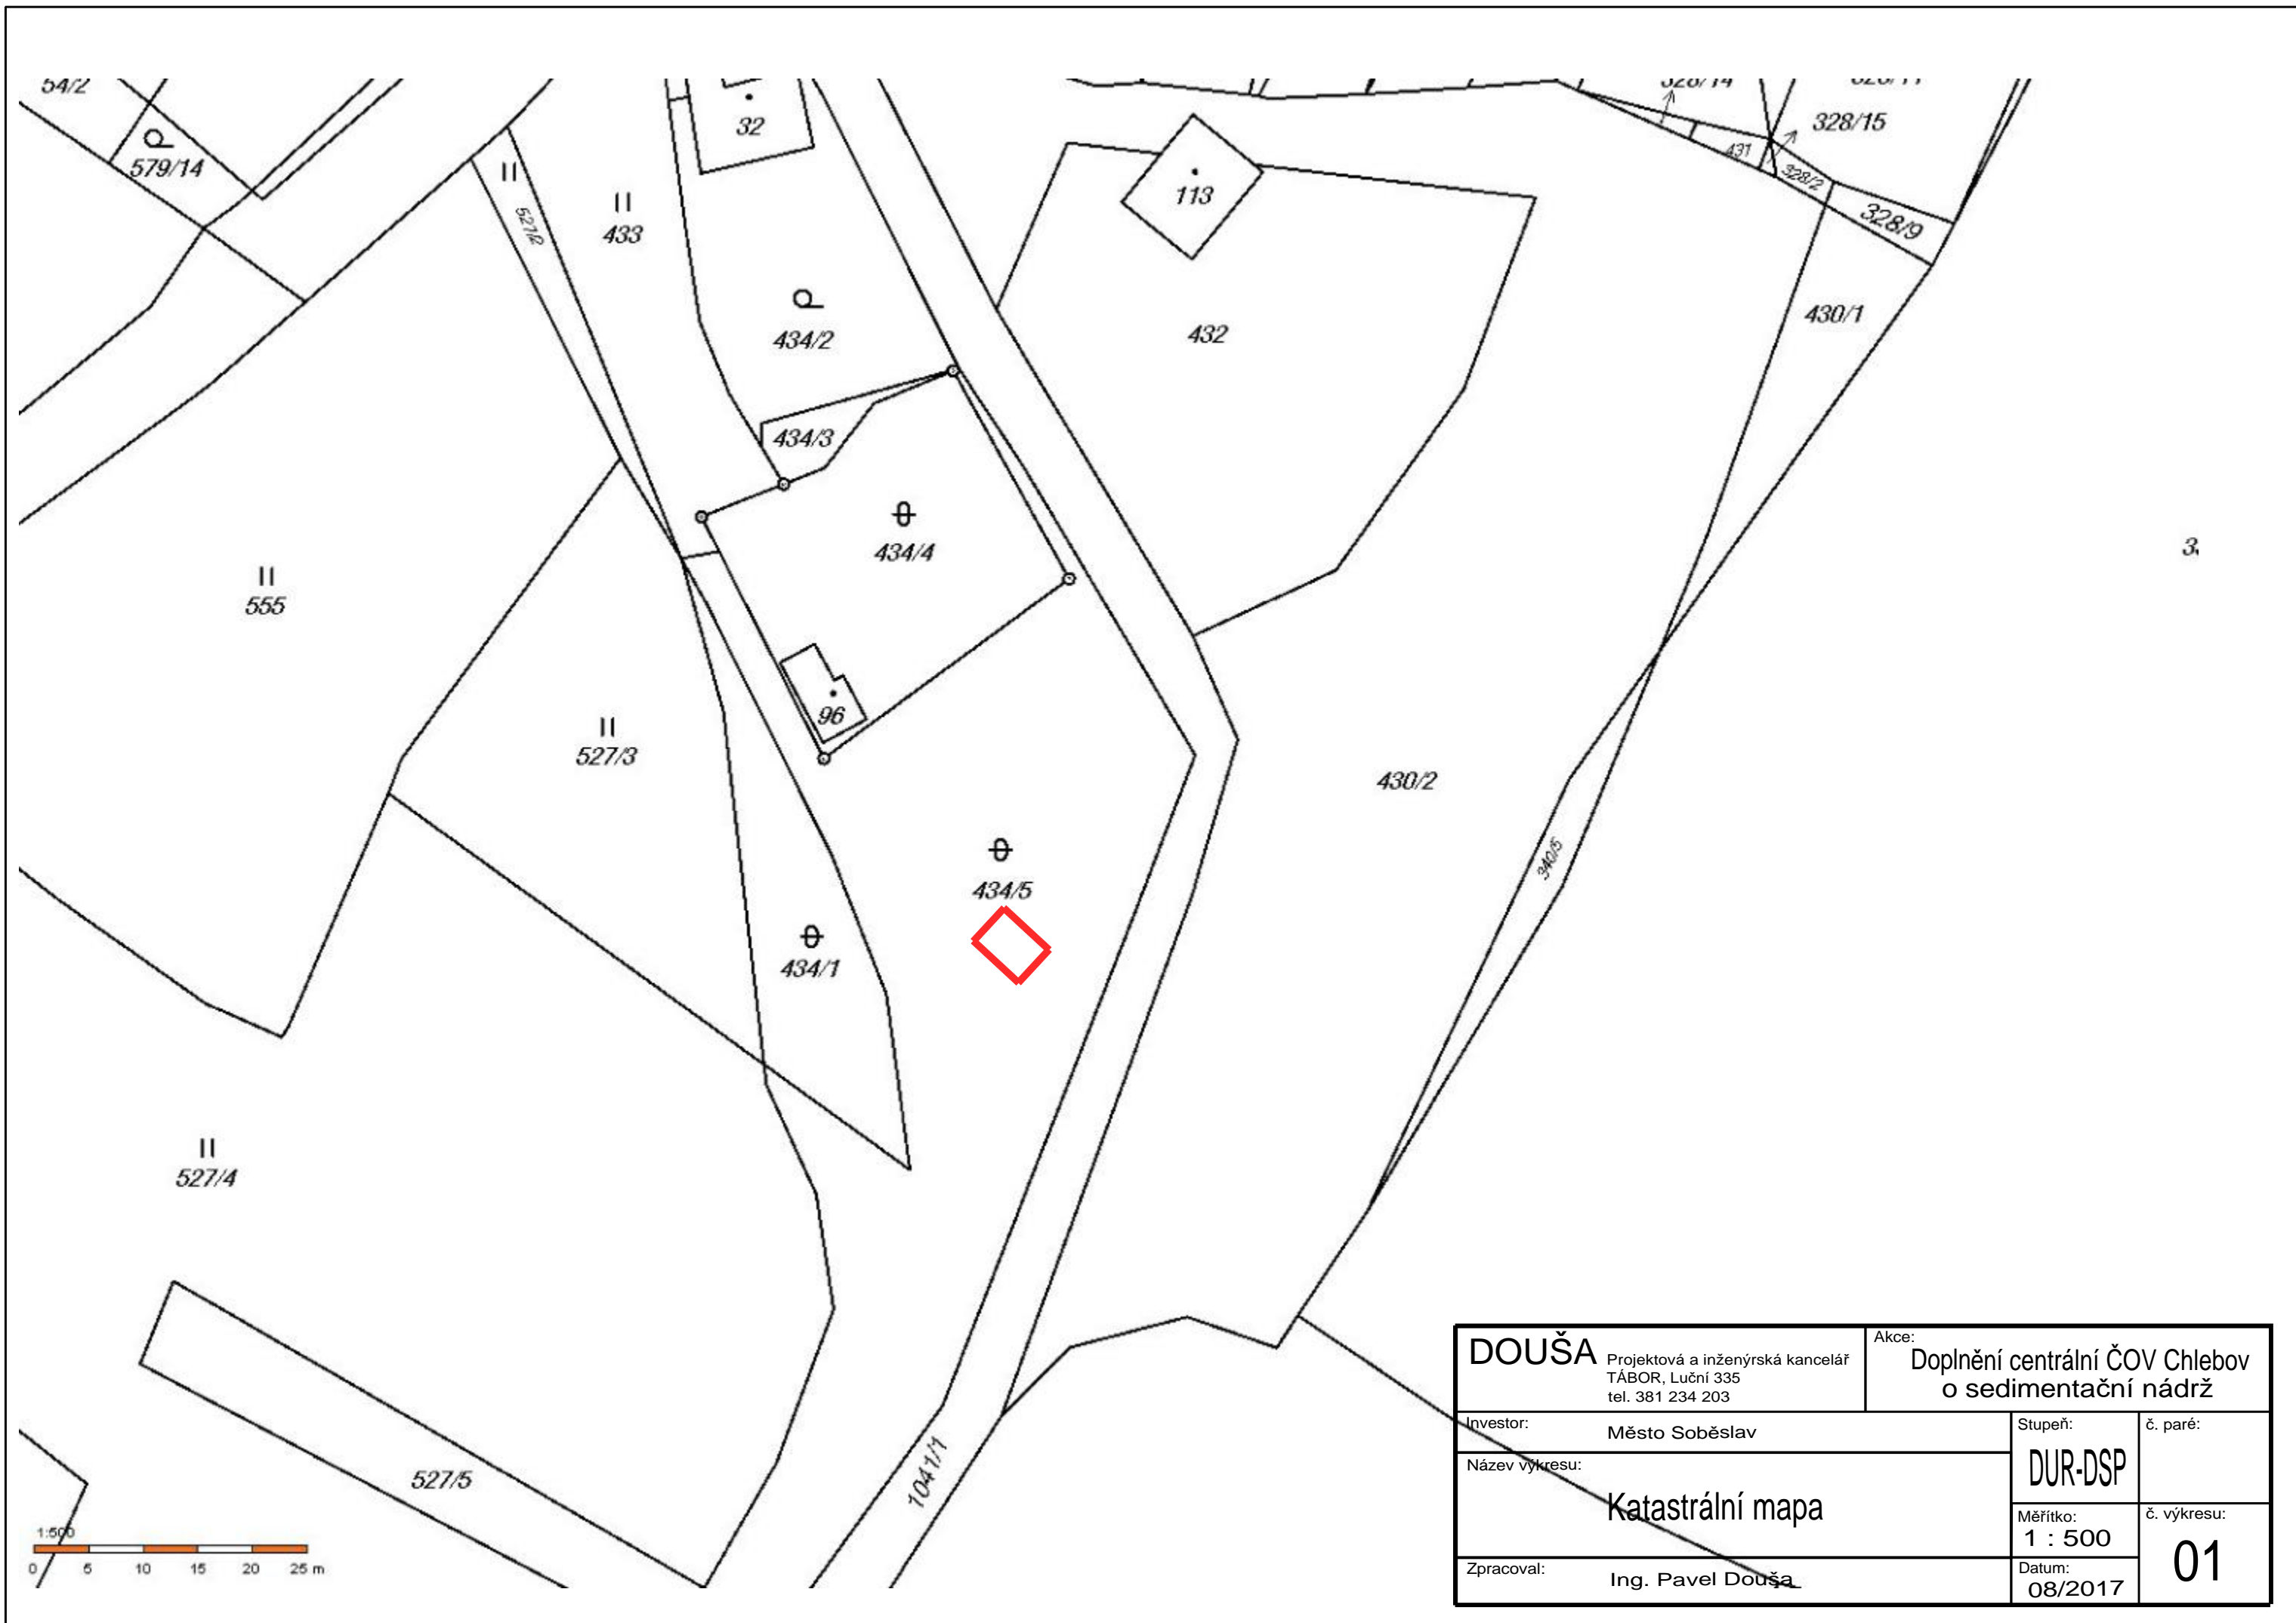 54/2
579/14
527/2
433
32
434/2
434/3
434/4
96
113
432
328/15
431
328/2
328/9
430/1
555
527/3
430/2
340/5
434/5
434/1
527/4
527/5
1041/1
1:500
0 5 10 15 20 25 m
DOUŠA
Projektová a inženýrská kancelář
TÁBOR, Luční 335
tel. 381 234 203
Akce:
Doplnění centrální ČOV Chlebov
o sedimentační nádrž
Investor: Město Soběslav
Stupeň:
DUR-DSP
č. paré:
Název výkresu:
Katastrální mapa
Měřítko:
1 : 500
č. výkresu:
01
Zpracoval: Ing. Pavel Douša
Datum:
08/2017